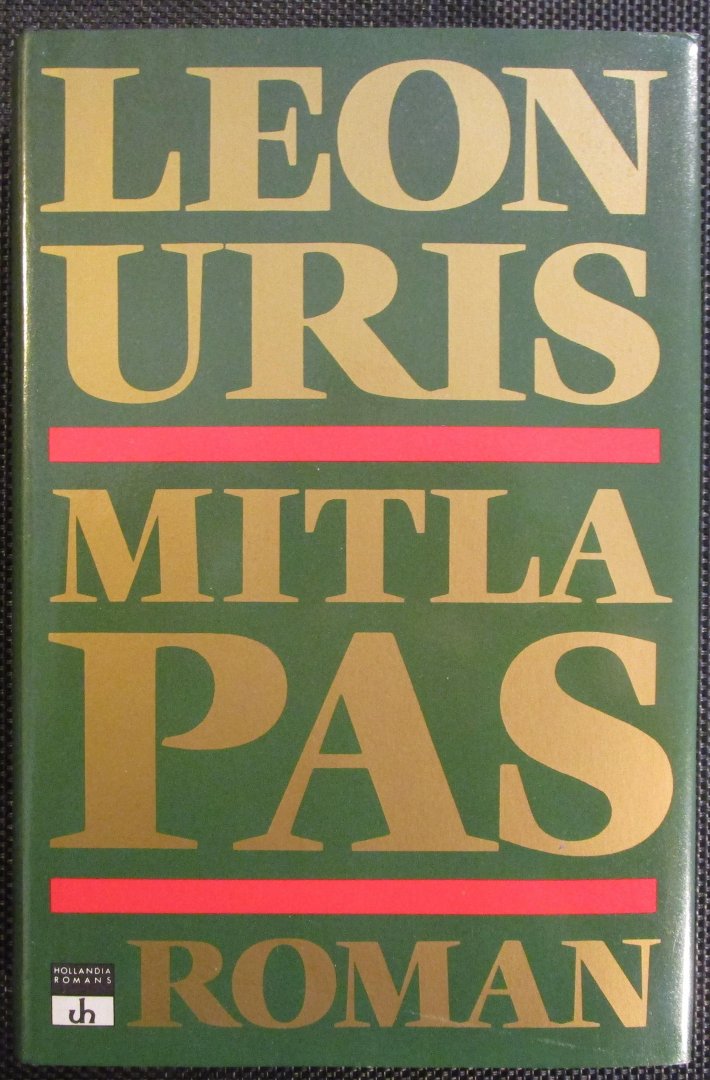 LEON
URIS
MITLA
PAS
HOLLANDIA
ROMANS
uh
ROMAN